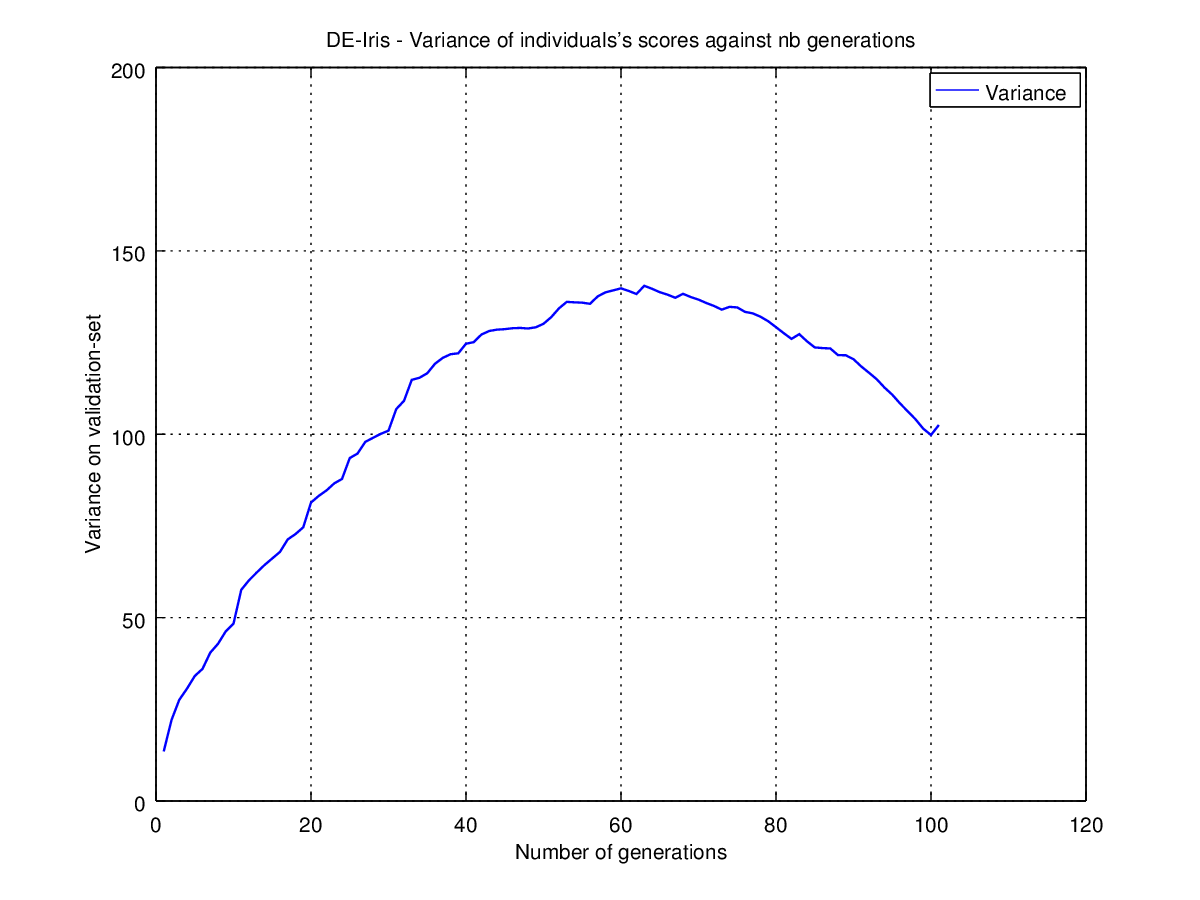 DE-Iris - Variance of individuals's scores against nb generations
200
150
100
50
0
Variance on validation-set
Variance
0 20 40 60 80 100 120
Number of generations